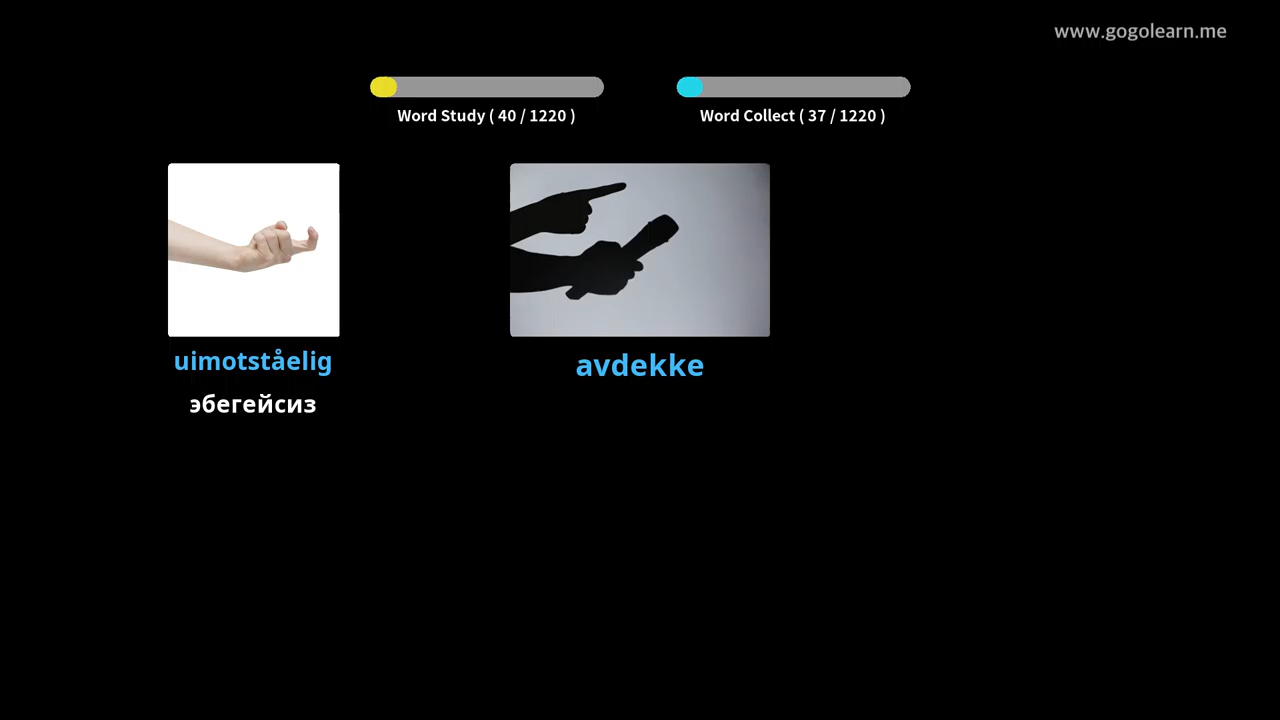 www.gogolearn.me
Word Study ( 40 / 1220 )
Word Collect ( 37 / 1220 )
uimotståelig
avdekke
эбегейсиз